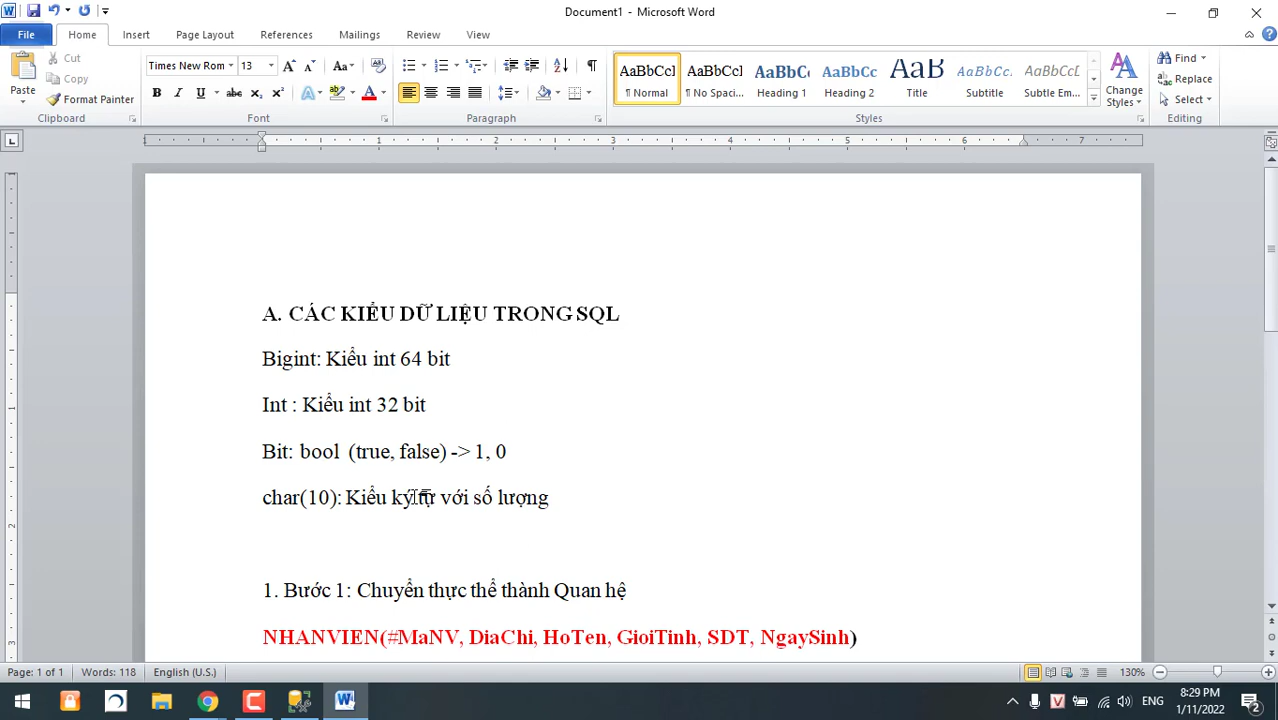 Document1 - Microsoft Word
File Home Insert Page Layout References Mailings Review View
Paste
Cut
Copy
Format Painter
Clipboard
Times New Rom 13
Font
Paragraph
AaBbCcI AaBbCcI AaBbCc AaBbCc AaB AaBbCcI AaBbCcI
¶ Normal ¶ No Spaci... Heading 1 Heading 2 Title Subtitle Subtle Em...
Change Styles
Styles
Find
Replace
Select
Editing
A. CÁC KIỂU DỮ LIỆU TRONG SQL
Bigint: Kiểu int 64 bit
Int : Kiểu int 32 bit
Bit: bool (true, false) -> 1, 0
char(10): Kiểu ký tự với số lượng
1. Bước 1: Chuyển thực thể thành Quan hệ
NHANVIEN(#MaNV, DiaChi, HoTen, GioiTinh, SDT, NgaySinh)
Page: 1 of 1 Words: 118 English (U.S.) 130%
ENG
8:29 PM
1/11/2022
2